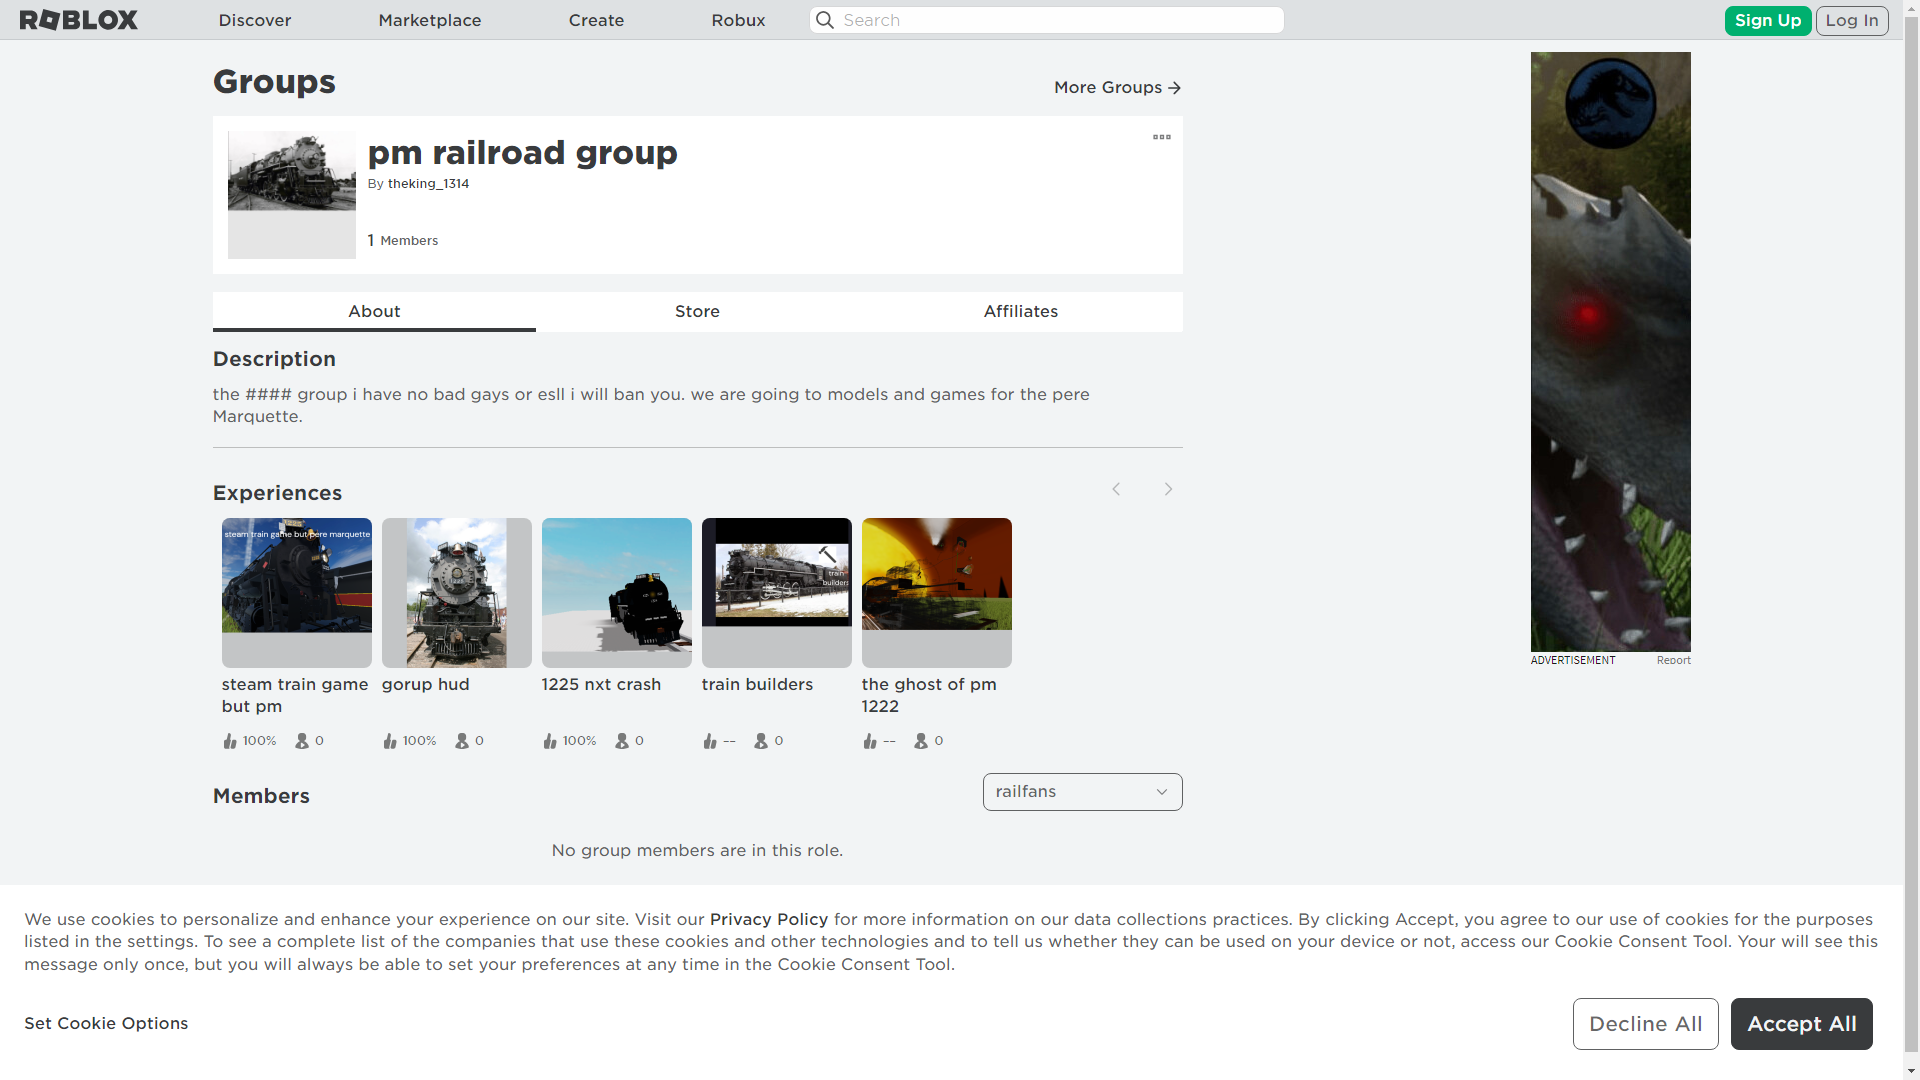 ROBLOX Discover Marketplace Create Robux Search Sign Up Log In
Groups More Groups
pm railroad group
By theking_1314
1 Members
About Store Affiliates
Description
the #### group i have no bad gays or esll i will ban you. we are going to models and games for the pere
Marquette.
Experiences
steam train game but pere marquette
1225
train
builders
steam train game
but pm
gorup hud
1225 nxt crash
train builders
the ghost of pm
1222
100% 0 100% 0 100% 0 -- 0 -- 0
ADVERTISEMENT Report
Members railfans
No group members are in this role.
We use cookies to personalize and enhance your experience on our site. Visit our Privacy Policy for more information on our data collections practices. By clicking Accept, you agree to our use of cookies for the purposes
listed in the settings. To see a complete list of the companies that use these cookies and other technologies and to tell us whether they can be used on your device or not, access our Cookie Consent Tool. Your will see this
message only once, but you will always be able to set your preferences at any time in the Cookie Consent Tool.
Set Cookie Options Decline All Accept All